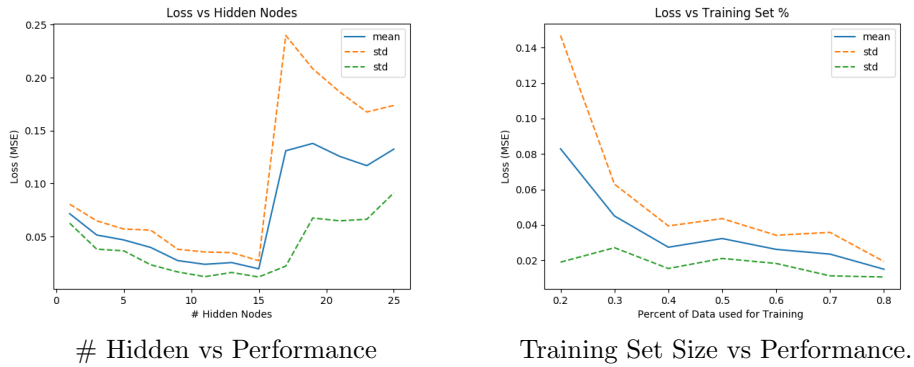 Loss vs Hidden Nodes
0.25
0.20
0.15
0.10
0.05
Loss (MSE)
mean
std
std
0 5 10 15 20 25
# Hidden Nodes
# Hidden vs Performance
Loss vs Training Set %
0.14
0.12
0.10
0.08
0.06
0.04
0.02
Loss (MSE)
mean
std
std
0.2 0.3 0.4 0.5 0.6 0.7 0.8
Percent of Data used for Training
Training Set Size vs Performance.